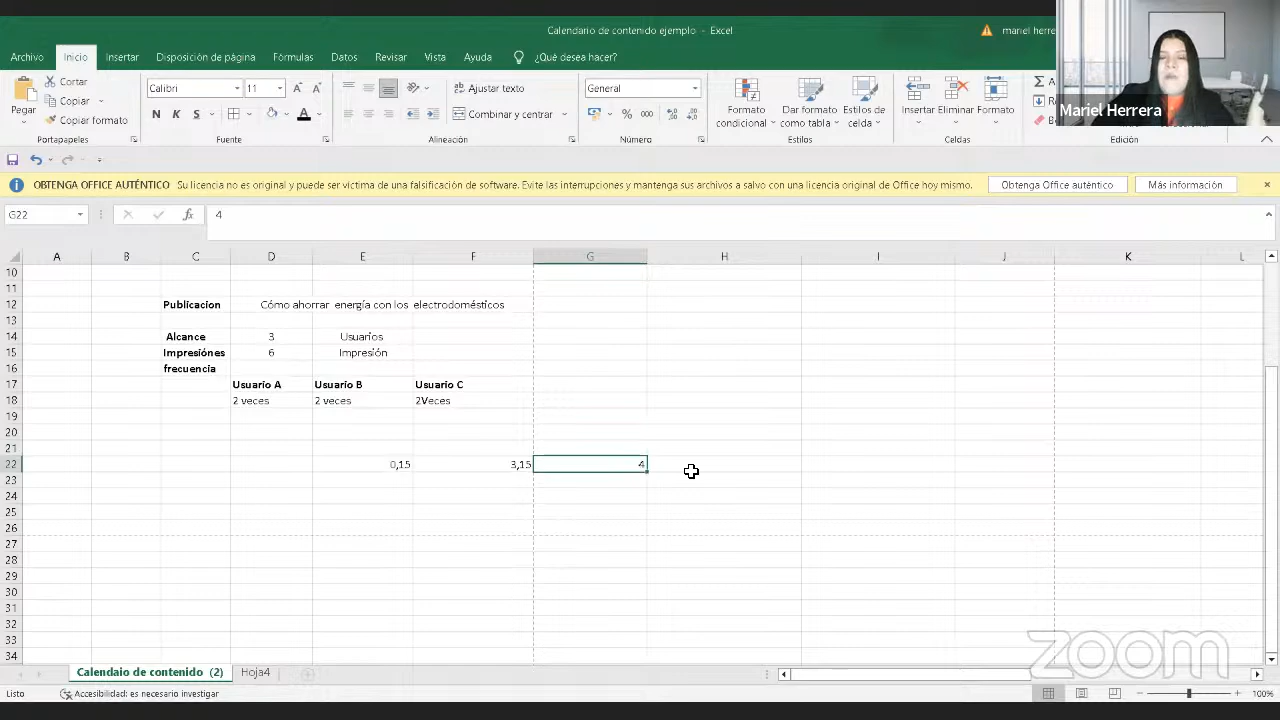 Calendario de contenido ejemplo - Excel
mariel herre
Archivo Inicio Insertar Disposición de página Fórmulas Datos Revisar Vista Ayuda ¿Qué desea hacer?
Pegar
Cortar
Copiar
Copiar formato
Portapapeles
Calibri 11
N K S
Fuente
Ajustar texto
Combinar y centrar
Alineación
General
% 000
Número
Formato condicional
Dar formato como tabla
Estilos de celda
Estilos
Insertar Eliminar Formato
Celdas
Edición
Mariel Herrera
OBTENGA OFFICE AUTÉNTICO Su licencia no es original y puede ser víctima de una falsificación de software. Evite las interrupciones y mantenga sus archivos a salvo con una licencia original de Office hoy mismo. Obtenga Office auténtico Más información
G22 fx 4
A B C D E F G H I J K L
10
11
12 Publicacion Cómo ahorrar energía con los electrodomésticos
13
14 Alcance 3 Usuarios
15 Impresiónes 6 Impresión
16 frecuencia
17 Usuario A Usuario B Usuario C
18 2 veces 2 veces 2Veces
19
20
21
22 0,15 3,15 4
23
24
25
26
27
28
29
30
31
32
33
34
zoom
Calendaio de contenido (2) Hoja4
Listo Accesibilidad: es necesario investigar 100%